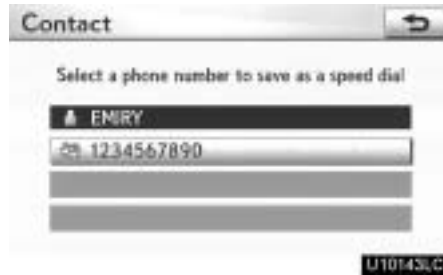 Contact
Select a phone number to save as a speed dial
EMIRY
1234567890
U10143LC